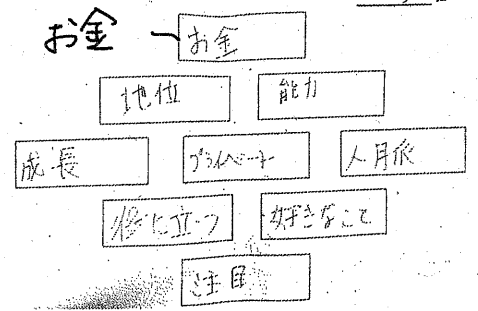 お金 お金
地位 能力
成長 プライベート 人脈
役に立つ 好きなこと
注目